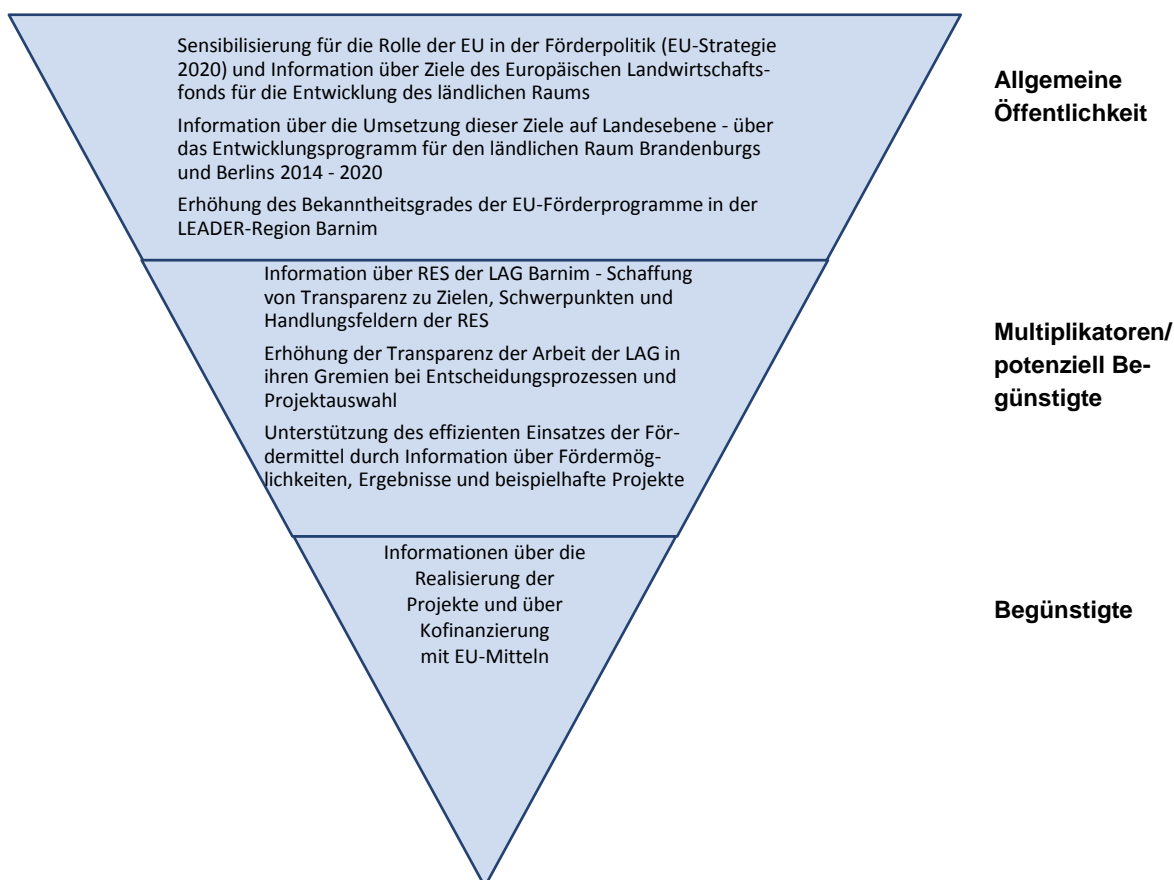 Sensibilisierung für die Rolle der EU in der Förderpolitik (EU-Strategie
2020) und Information über Ziele des Europäischen Landwirtschafts-
fonds für die Entwicklung des ländlichen Raums
Information über die Umsetzung dieser Ziele auf Landesebene - über
das Entwicklungsprogramm für den ländlichen Raum Brandenburgs
und Berlins 2014 - 2020
Erhöhung des Bekanntheitsgrades der EU-Förderprogramme in der
LEADER-Region Barnim
Allgemeine
Öffentlichkeit
Information über RES der LAG Barnim - Schaffung
von Transparenz zu Zielen, Schwerpunkten und
Handlungsfeldern der RES
Erhöhung der Transparenz der Arbeit der LAG in
ihren Gremien bei Entscheidungsprozessen und
Projektauswahl
Unterstützung des effizienten Einsatzes der För-
dermittel durch Information über Fördermög-
lichkeiten, Ergebnisse und beispielhafte Projekte
Multiplikatoren/
potenziell Be-
günstigte
Informationen über die
Realisierung der
Projekte und über
Kofinanzierung
mit EU-Mitteln
Begünstigte